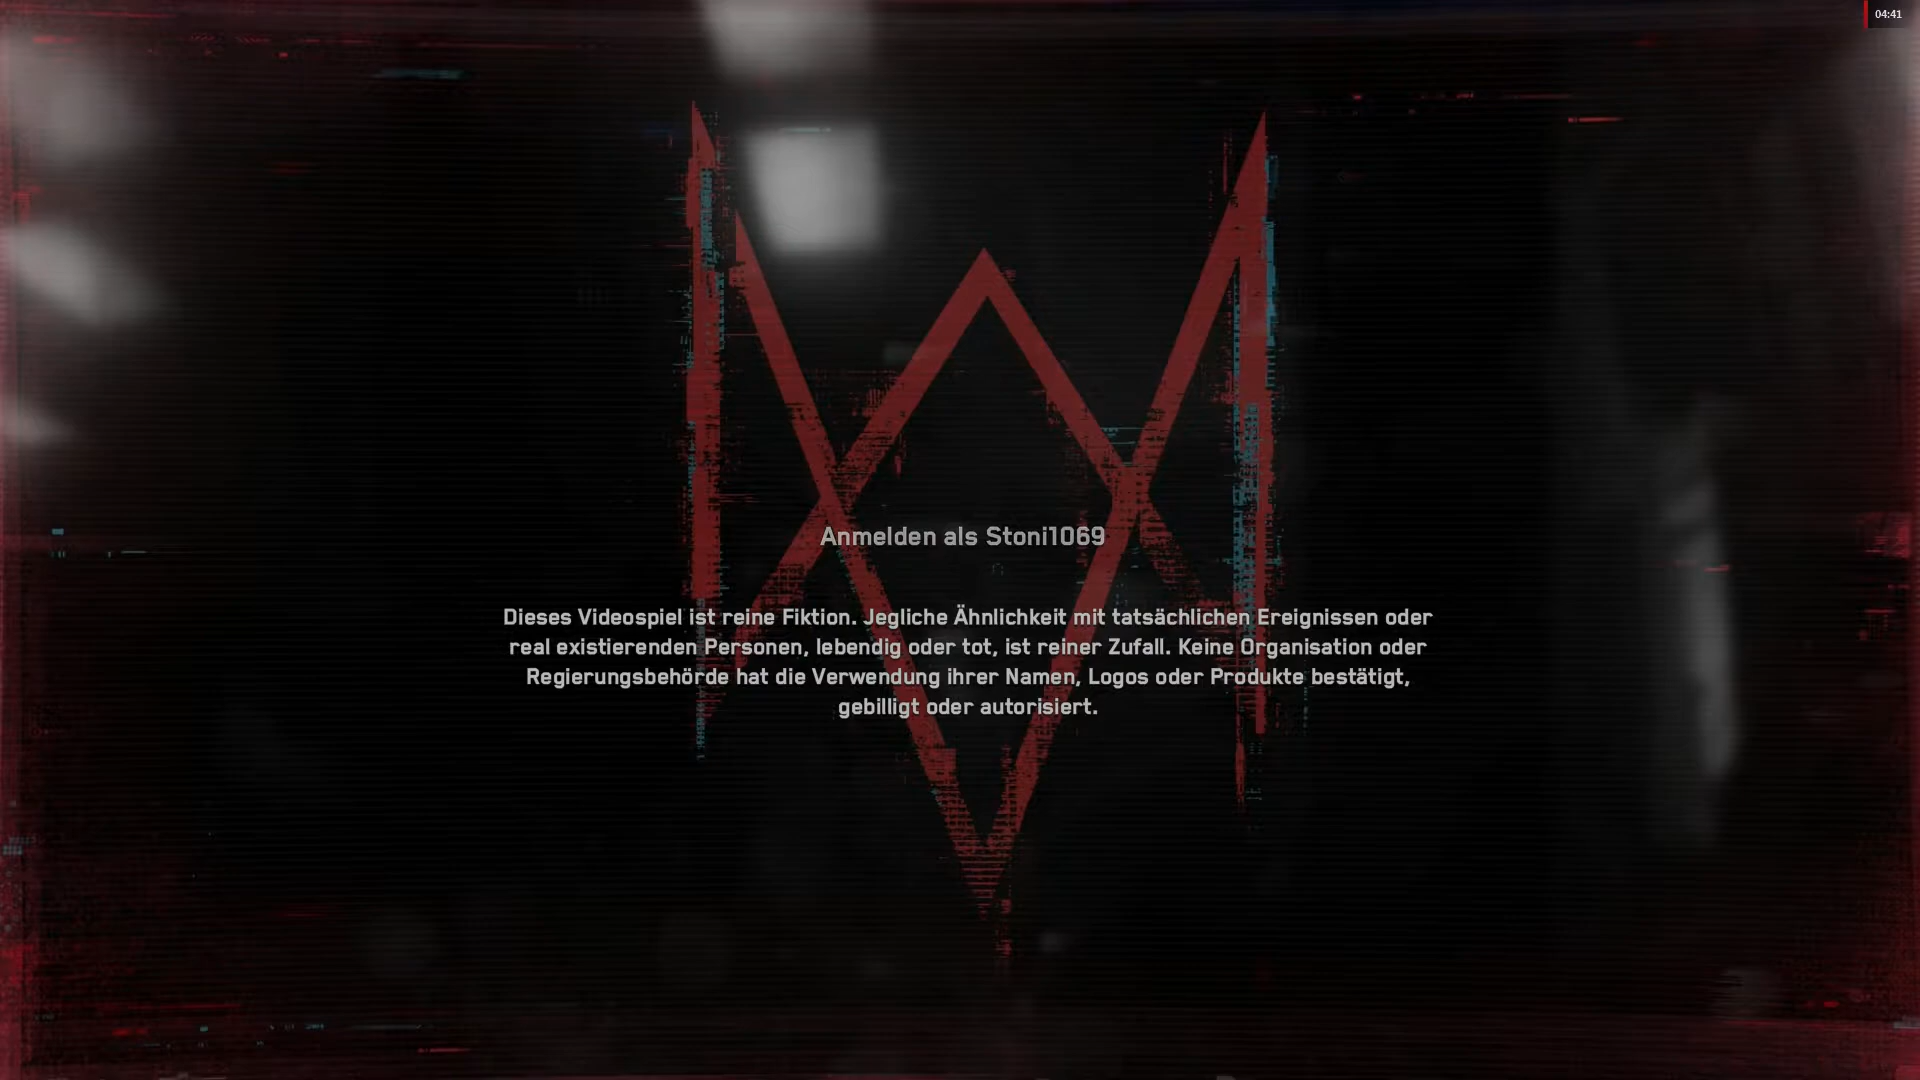 04:41
Anmelden als Stoni1069
Dieses Videospiel ist reine Fiktion. Jegliche Ähnlichkeit mit tatsächlichen Ereignissen oder
real existierenden Personen, lebendig oder tot, ist reiner Zufall. Keine Organisation oder
Regierungsbehörde hat die Verwendung ihrer Namen, Logos oder Produkte bestätigt,
gebilligt oder autorisiert.